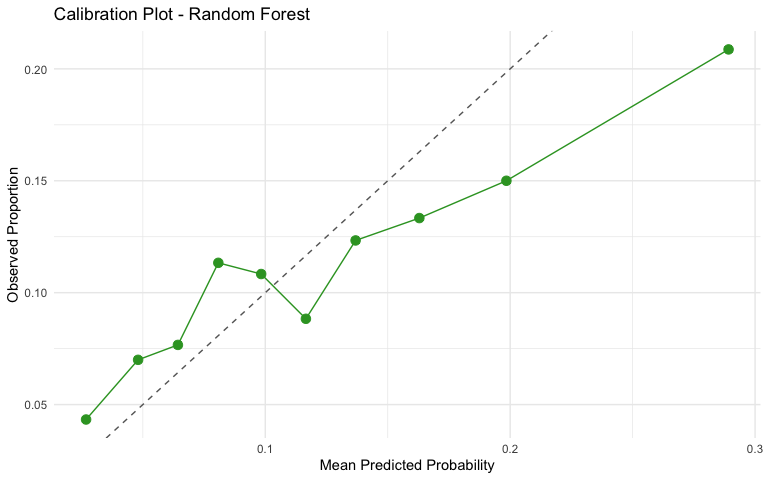 Calibration Plot - Random Forest
0.20
0.15
0.10
0.05
Observed Proportion
0.1
0.2
0.3
Mean Predicted Probability